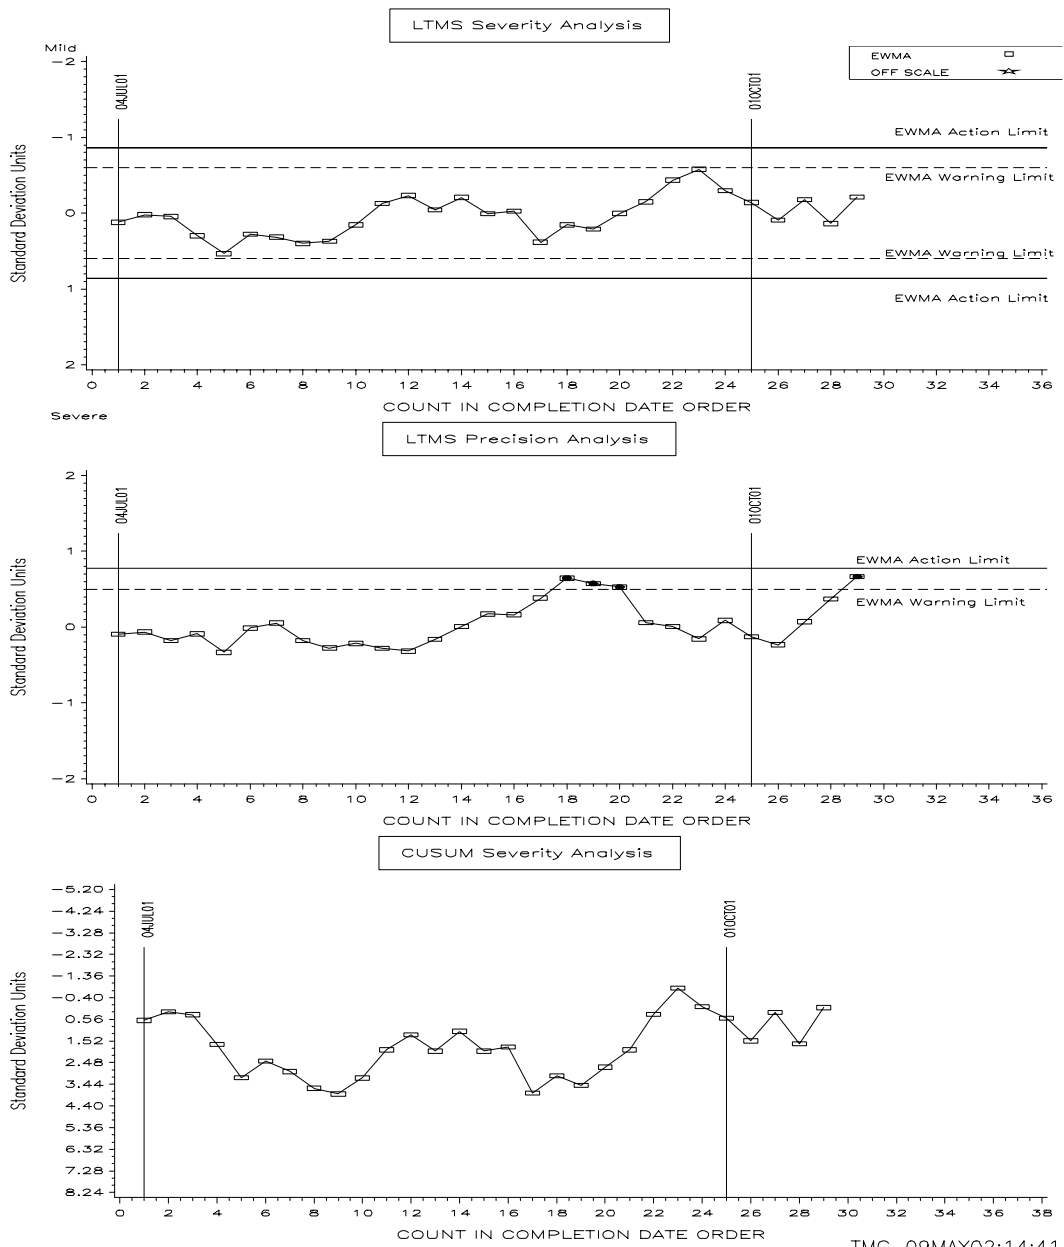 LTMS Severity Analysis
Mild
EWMA
OFF SCALE
04JUL01
01OCT01
-2
-1
0
1
2
EWMA Action Limit
EWMA Warning Limit
EWMA Warning Limit
EWMA Action Limit
Standard Deviation Units
0 2 4 6 8 10 12 14 16 18 20 22 24 26 28 30 32 34 36
COUNT IN COMPLETION DATE ORDER
Severe
LTMS Precision Analysis
04JUL01
01OCT01
2
1
0
-1
-2
EWMA Action Limit
EWMA Warning Limit
Standard Deviation Units
0 2 4 6 8 10 12 14 16 18 20 22 24 26 28 30 32 34 36
COUNT IN COMPLETION DATE ORDER
CUSUM Severity Analysis
04JUL01
01OCT01
-5.20
-4.24
-3.28
-2.32
-1.36
-0.40
0.56
1.52
2.48
3.44
4.40
5.36
6.32
7.28
8.24
Standard Deviation Units
0 2 4 6 8 10 12 14 16 18 20 22 24 26 28 30 32 34 36 38
COUNT IN COMPLETION DATE ORDER
TMC 09MAY02:14:41